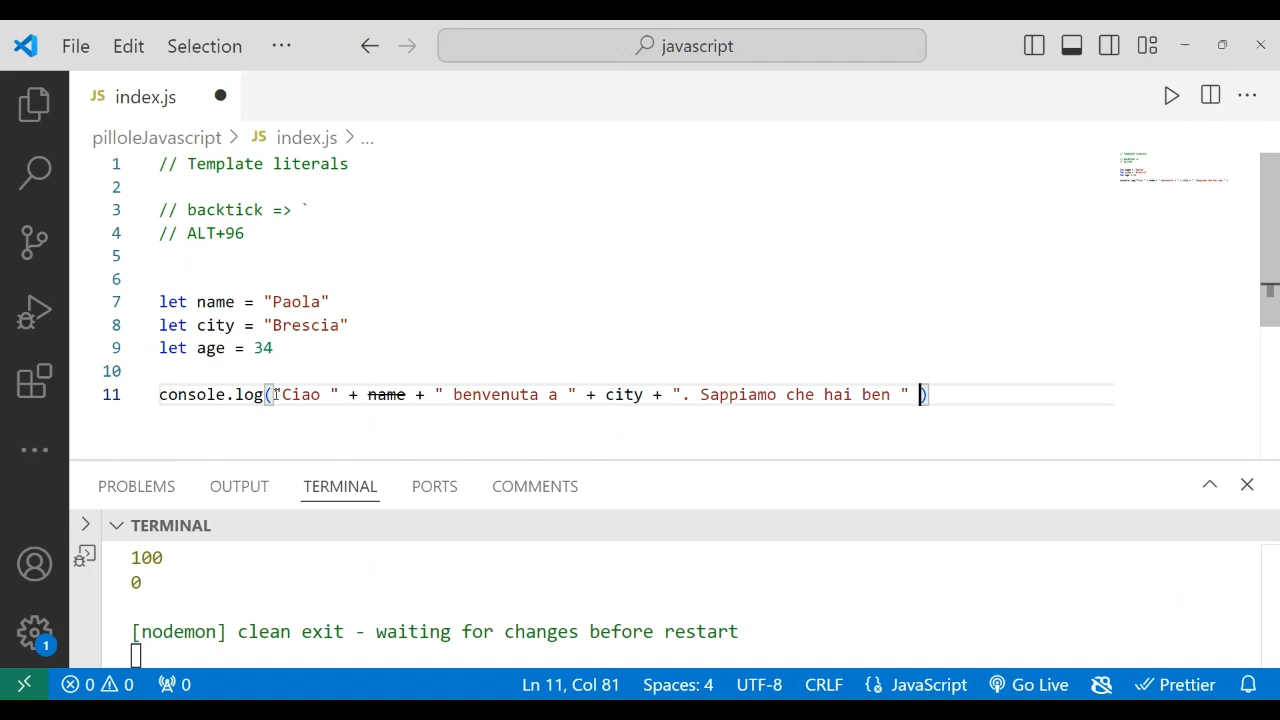 File Edit Selection ··· javascript
JS index.js
pilloleJavascript > JS index.js > ...
1 // Template literals
2
3 // backtick => `
4 // ALT+96
5
6
7 let name = "Paola"
8 let city = "Brescia"
9 let age = 34
10
11 console.log("Ciao " + name + " benvenuta a " + city + ". Sappiamo che hai ben " )
PROBLEMS OUTPUT TERMINAL PORTS COMMENTS
TERMINAL
100
0
[nodemon] clean exit - waiting for changes before restart
1
0 0 0 Ln 11, Col 81 Spaces: 4 UTF-8 CRLF {} JavaScript Go Live Prettier